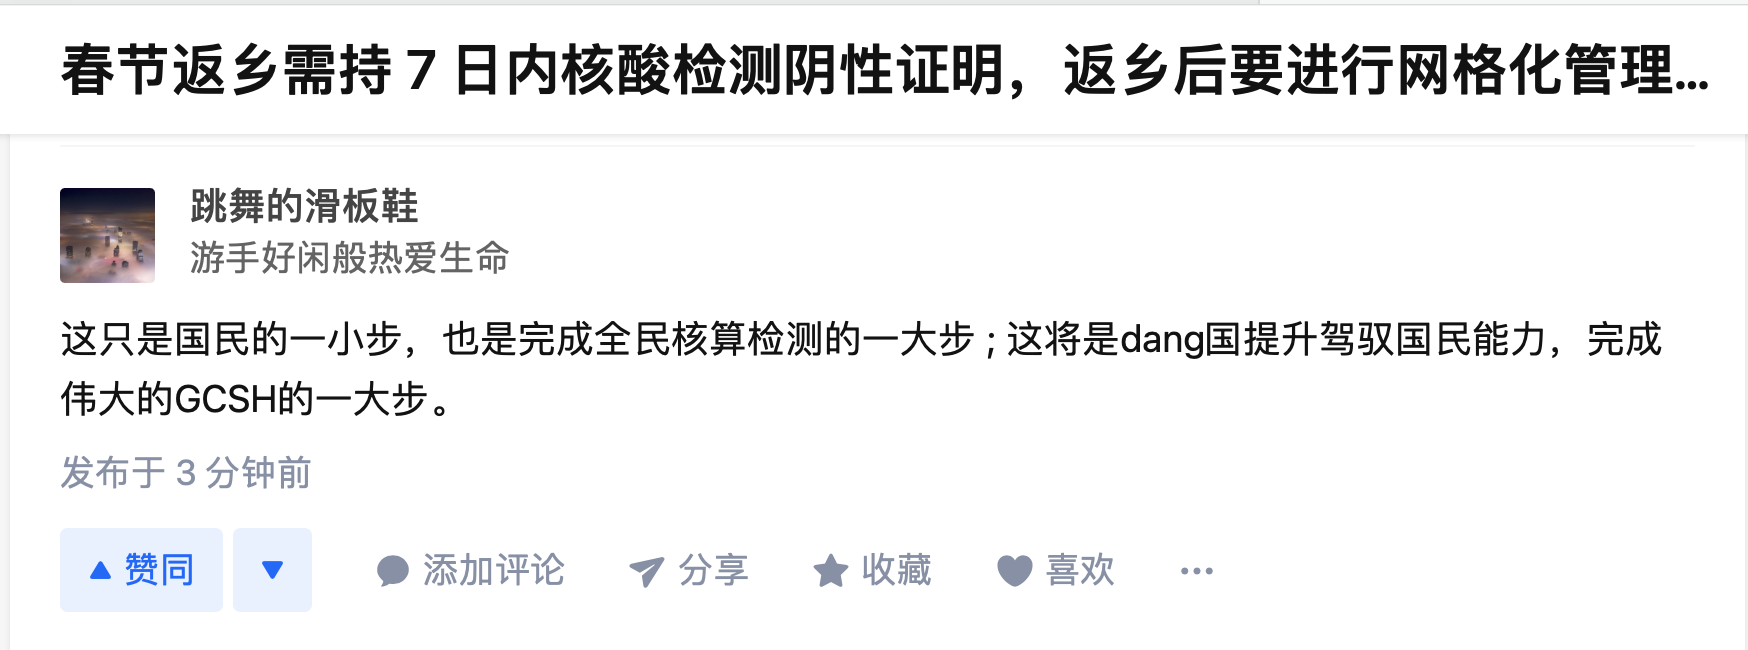 春节返乡需持 7 日内核酸检测阴性证明，返乡后要进行网格化管理...
跳舞的滑板鞋
游手好闲般热爱生命
这只是国民的一小步，也是完成全民核算检测的一大步；这将是dang国提升驾驭国民能力，完成
伟大的GCSH的一大步。
发布于 3 分钟前
赞同 添加评论 分享 收藏 喜欢